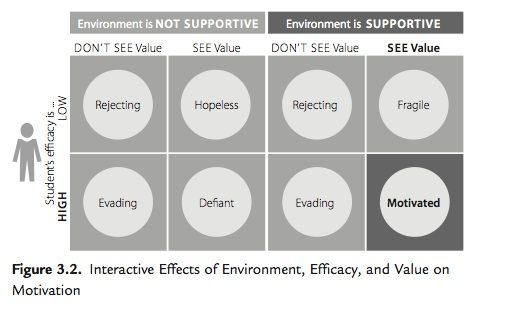 Environment is NOT SUPPORTIVE Environment is SUPPORTIVE
DON'T SEE Value SEE Value DON'T SEE Value SEE Value
Student's efficacy is ...
LOW
Rejecting Hopeless Rejecting Fragile
HIGH
Evading Defiant Evading Motivated
Figure 3.2. Interactive Effects of Environment, Efficacy, and Value on
Motivation